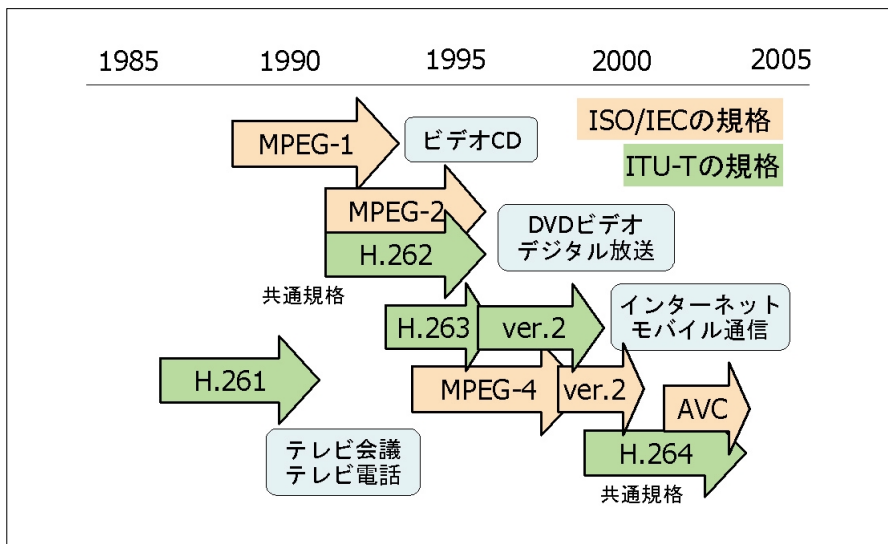 1985 1990 1995 2000 2005
ISO/IECの規格
ITU-Tの規格
MPEG-1
ビデオCD
MPEG-2
H.262
共通規格
DVDビデオ
デジタル放送
H.263
ver.2
インターネット
モバイル通信
H.261
MPEG-4
ver.2
AVC
H.264
共通規格
テレビ会議
テレビ電話